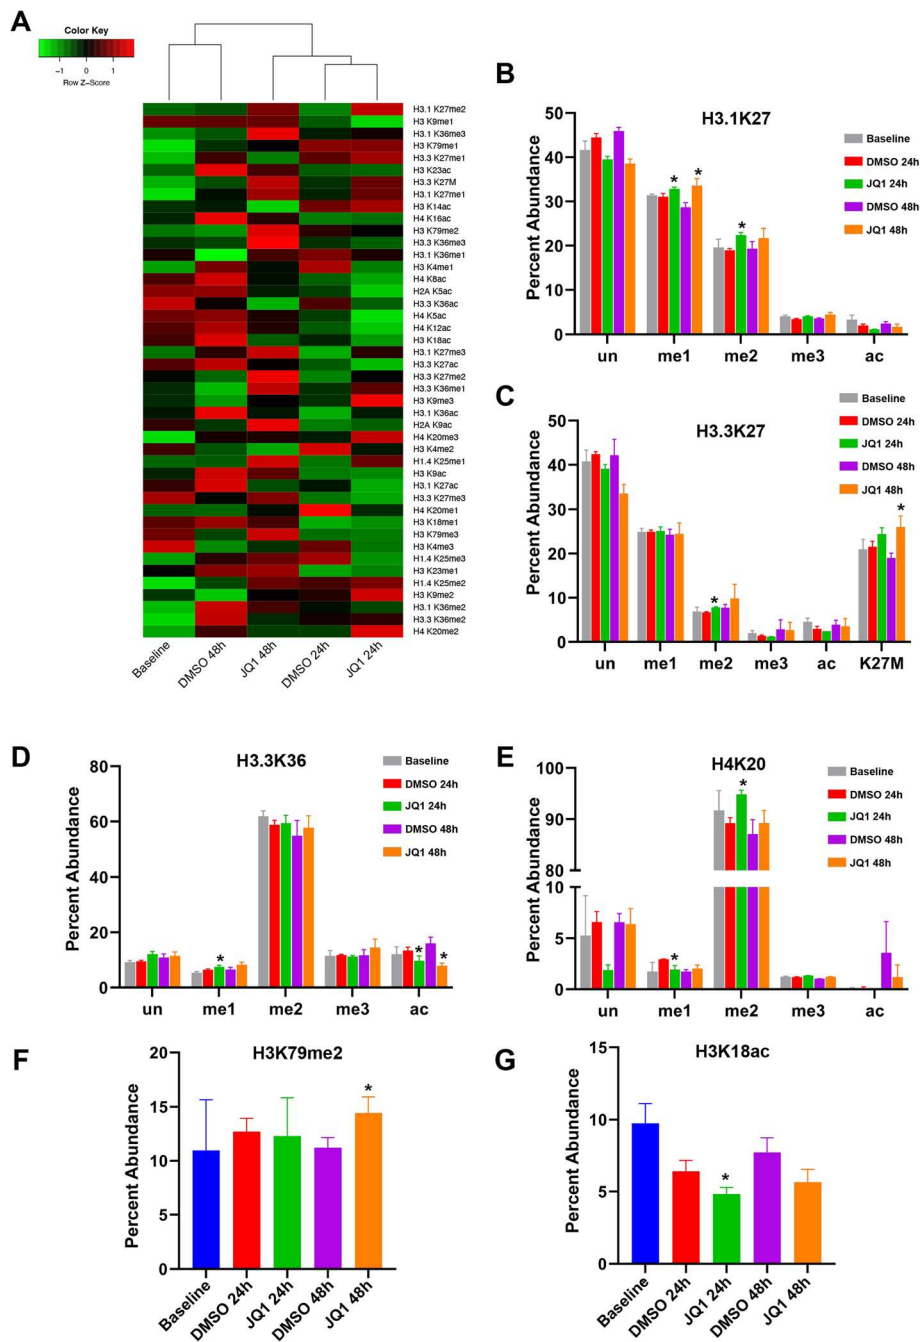 A
Color Key
−1 0 1
Row Z−Score
H3.1 K27me2
H3 K9me1
H3.1 K36me3
H3 K79me1
H3.3 K27me1
H3 K23ac
H3.3 K27M
H3.1 K27me1
H3 K14ac
H4 K16ac
H3 K79me2
H3.3 K36me3
H3.1 K36me1
H3 K4me1
H4 K8ac
H2A K5ac
H3.3 K36ac
H4 K5ac
H4 K12ac
H3 K18ac
H3.1 K27me3
H3.3 K27ac
H3.3 K27me2
H3.3 K36me1
H3 K9me3
H3.1 K36ac
H2A K9ac
H4 K20me3
H3 K4me2
H1.4 K25me1
H3 K9ac
H3.1 K27ac
H3.3 K27me3
H4 K20me1
H3 K18me1
H3 K79me3
H3 K4me3
H1.4 K25me3
H3 K23me1
H1.4 K25me2
H3 K9me2
H3.1 K36me2
H3.3 K36me2
H4 K20me2
Baseline
DMSO 48h
JQ1 48h
DMSO 24h
JQ1 24h
B
H3.1K27
Percent Abundance
50
40
30
20
10
0
* * *
un me1 me2 me3 ac
Baseline
DMSO 24h
JQ1 24h
DMSO 48h
JQ1 48h
C
H3.3K27
Percent Abundance
50
40
30
20
10
0
* *
un me1 me2 me3 ac K27M
Baseline
DMSO 24h
JQ1 24h
DMSO 48h
JQ1 48h
D
H3.3K36
Percent Abundance
80
60
40
20
0
* * *
un me1 me2 me3 ac
Baseline
DMSO 24h
JQ1 24h
DMSO 48h
JQ1 48h
E
H4K20
Percent Abundance
100
90
80
10
5
0
* *
un me1 me2 me3 ac
Baseline
DMSO 24h
JQ1 24h
DMSO 48h
JQ1 48h
F
H3K79me2
Percent Abundance
20
15
10
5
0
*
Baseline
DMSO 24h
JQ1 24h
DMSO 48h
JQ1 48h
G
H3K18ac
Percent Abundance
15
10
5
0
*
Baseline
DMSO 24h
JQ1 24h
DMSO 48h
JQ1 48h